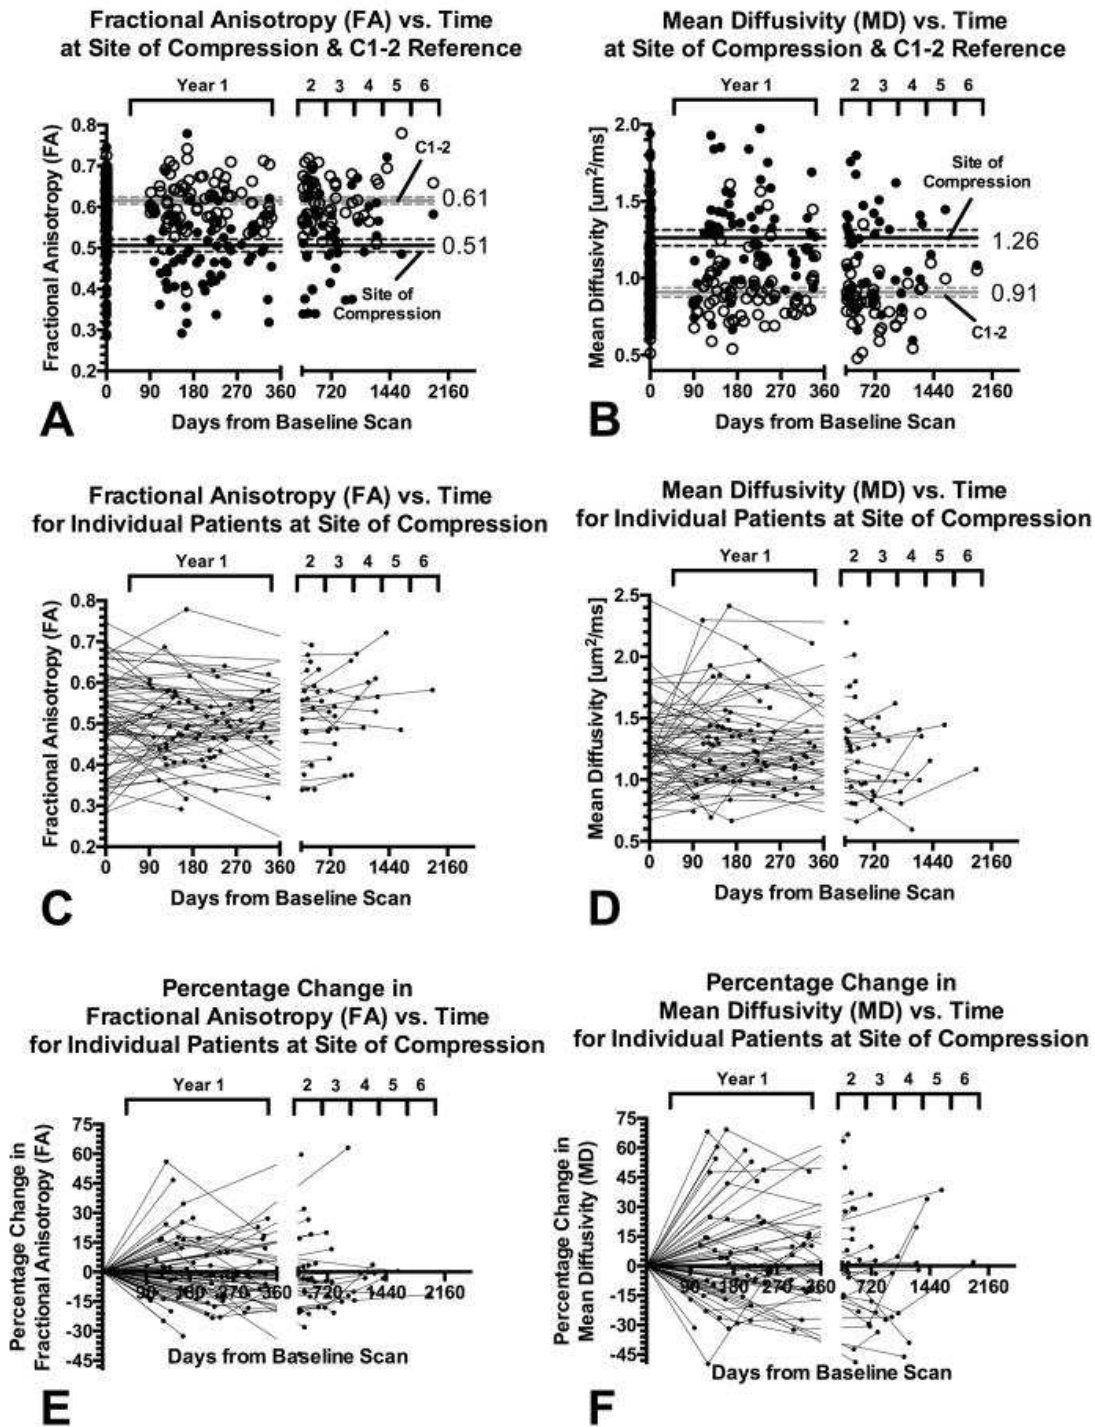 Fractional Anisotropy (FA) vs. Time
at Site of Compression & C1-2 Reference
Year 1
2 3 4 5 6
Fractional Anisotropy (FA)
0.8
0.7
0.6
0.5
0.4
0.3
0.2
C1-2
0.61
0.51
Site of
Compression
0 90 180 270 360 720 1440 2160
Days from Baseline Scan
A
Mean Diffusivity (MD) vs. Time
at Site of Compression & C1-2 Reference
Year 1
2 3 4 5 6
Mean Diffusivity [um²/ms]
2.0
1.5
1.0
0.5
Site of
Compression
1.26
0.91
C1-2
0 90 180 270 360 720 1440 2160
Days from Baseline Scan
B
Fractional Anisotropy (FA) vs. Time
for Individual Patients at Site of Compression
Year 1
2 3 4 5 6
Fractional Anisotropy (FA)
0.8
0.7
0.6
0.5
0.4
0.3
0.2
0 90 180 270 360 720 1440 2160
Days from Baseline Scan
C
Mean Diffusivity (MD) vs. Time
for Individual Patients at Site of Compression
Year 1
2 3 4 5 6
Mean Diffusivity [um²/ms]
2.5
2.0
1.5
1.0
0.5
0 90 180 270 360 720 1440 2160
Days from Baseline Scan
D
Percentage Change in
Fractional Anisotropy (FA) vs. Time
for Individual Patients at Site of Compression
Year 1
2 3 4 5 6
Percentage Change in
Fractional Anisotropy (FA)
75
60
45
30
15
0
-15
-30
-45
90 180 270 360 720 1440 2160
Days from Baseline Scan
E
Percentage Change in
Mean Diffusivity (MD) vs. Time
for Individual Patients at Site of Compression
Year 1
2 3 4 5 6
Percentage Change in
Mean Diffusivity (MD)
75
60
45
30
15
0
-15
-30
-45
90 180 270 360 720 1440 2160
Days from Baseline Scan
F